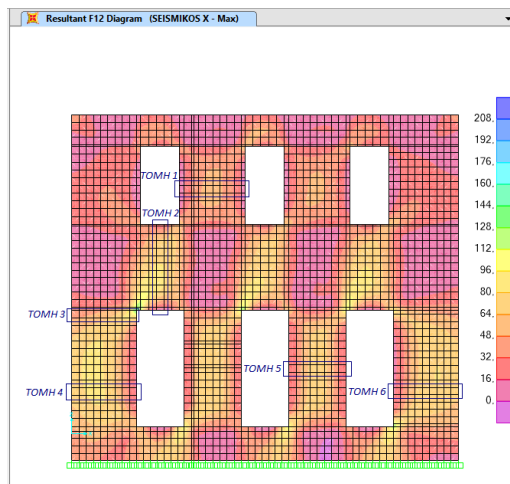 Resultant F12 Diagram (SEISMIKOS X - Max)
208,
192,
176,
160,
144,
128,
112,
96,
80,
64,
48,
32,
16,
0,
TOMH 1
TOMH 2
TOMH 3
TOMH 5
TOMH 4
TOMH 6